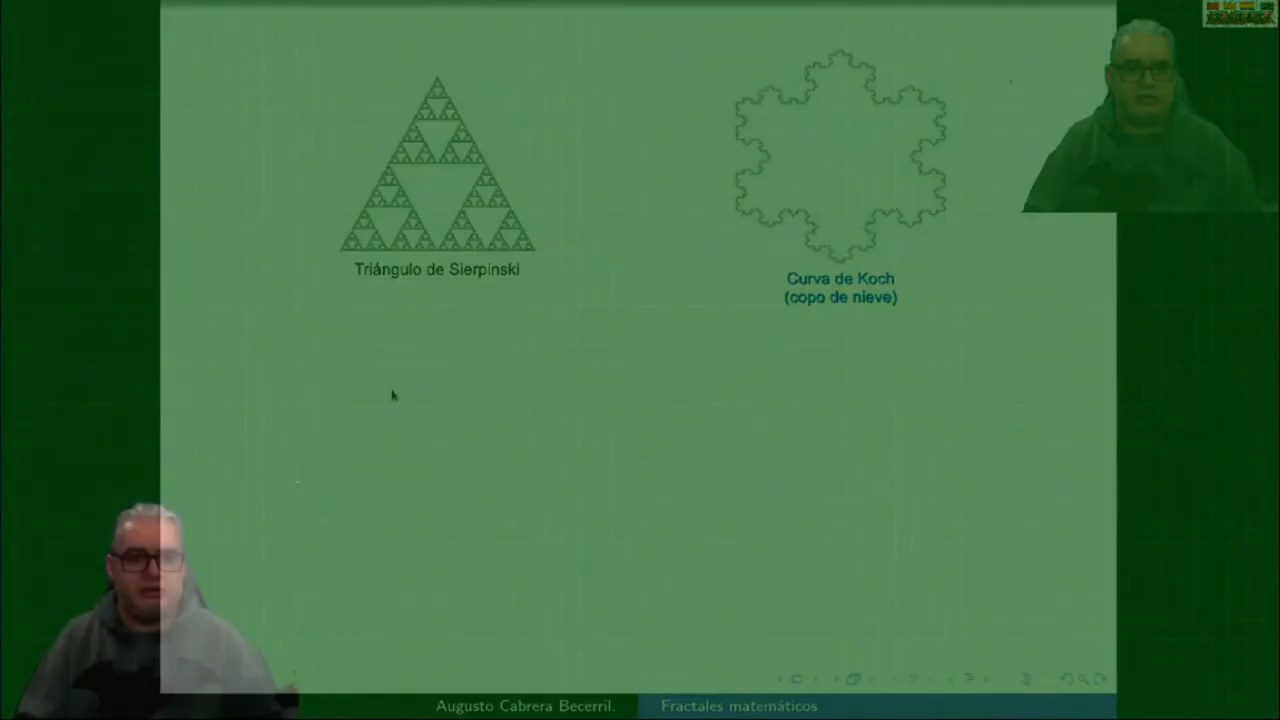 Triángulo de Sierpinski
Curva de Koch
(copo de nieve)
Augusto Cabrera Becerril.
Fractales matemáticos